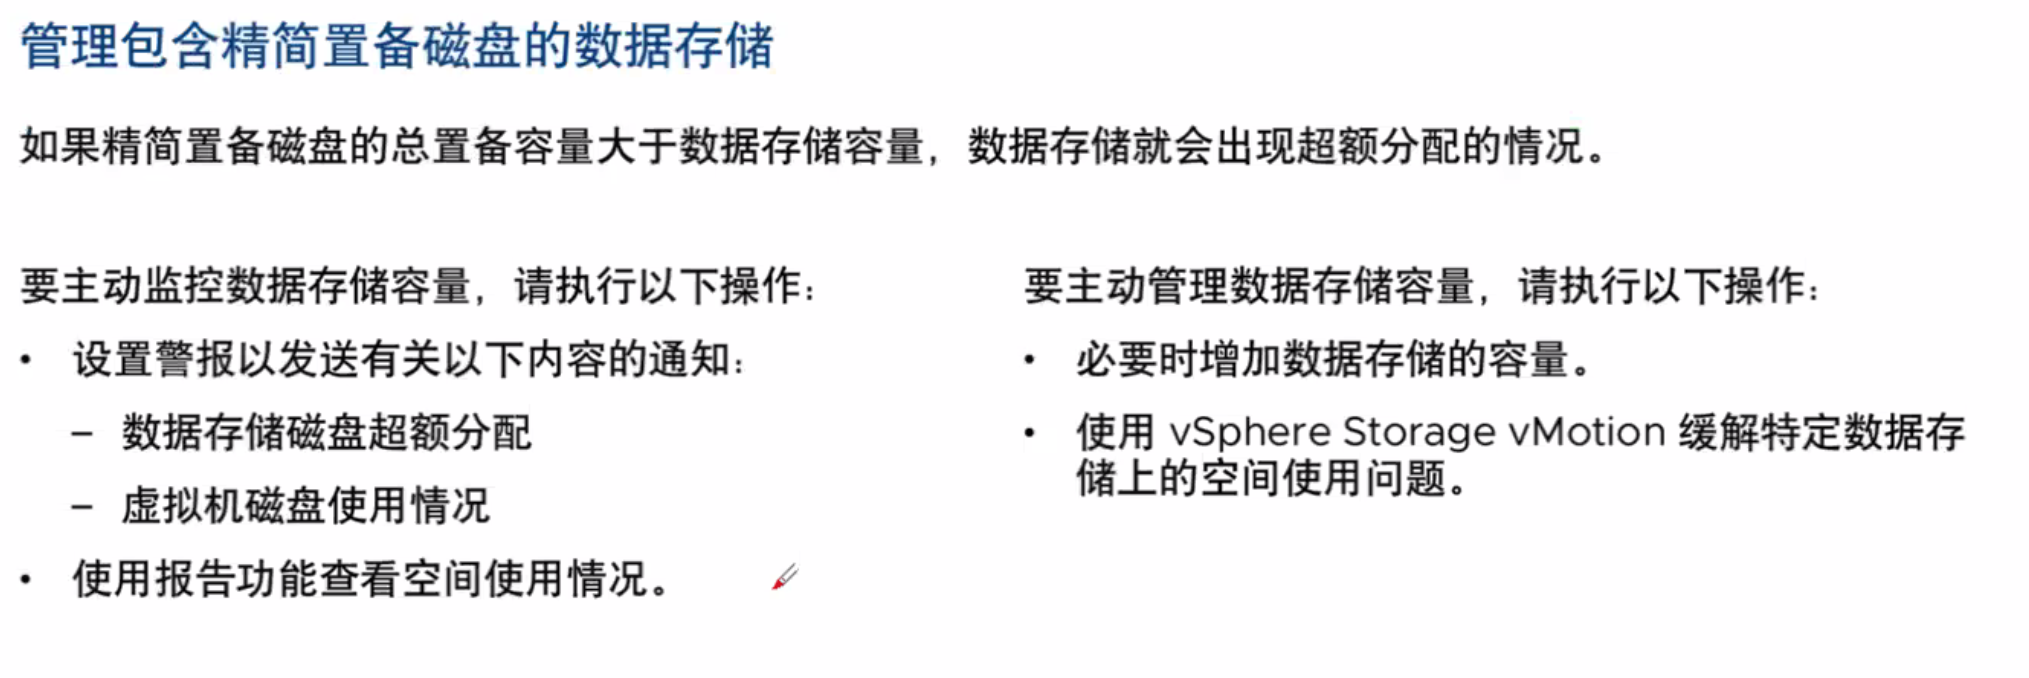 管理包含精简置备磁盘的数据存储
如果精简置备磁盘的总置备容量大于数据存储容量，数据存储就会出现超额分配的情况。
要主动监控数据存储容量，请执行以下操作：
• 设置警报以发送有关以下内容的通知：
– 数据存储磁盘超额分配
– 虚拟机磁盘使用情况
• 使用报告功能查看空间使用情况。
要主动管理数据存储容量，请执行以下操作：
• 必要时增加数据存储的容量。
• 使用 vSphere Storage vMotion 缓解特定数据存
储上的空间使用问题。